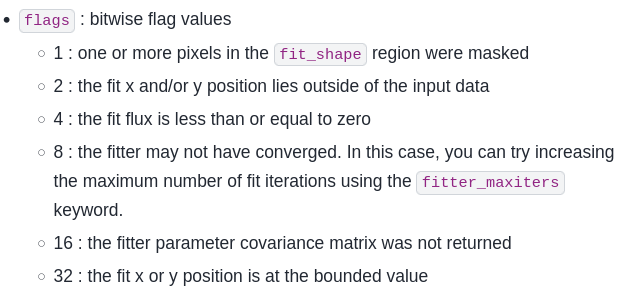 • flags : bitwise flag values
○ 1 : one or more pixels in the fit_shape region were masked
○ 2 : the fit x and/or y position lies outside of the input data
○ 4 : the fit flux is less than or equal to zero
○ 8 : the fitter may not have converged. In this case, you can try increasing
the maximum number of fit iterations using the fitter_maxiters
keyword.
○ 16 : the fitter parameter covariance matrix was not returned
○ 32 : the fit x or y position is at the bounded value